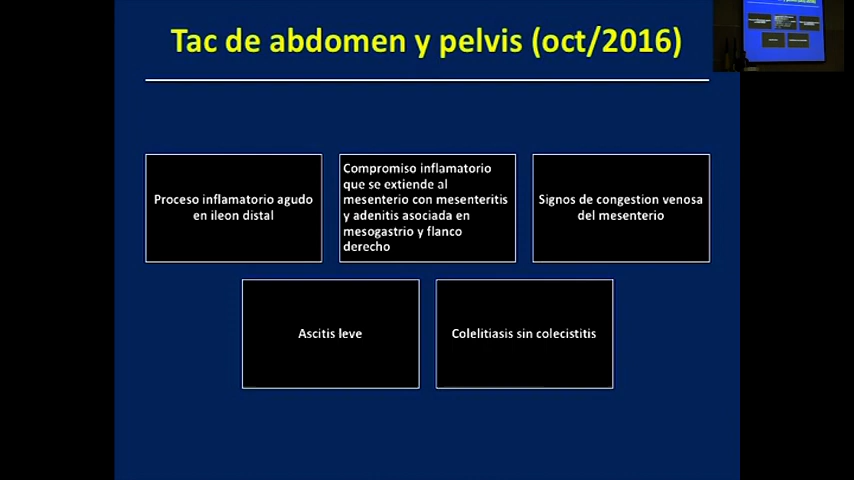 Tac de abdomen y pelvis (oct/2016)
Proceso inflamatorio agudo
en ileon distal
Compromiso inflamatorio
que se extiende al
mesenterio con mesenteritis
y adenitis asociada en
mesogastrio y flanco
derecho
Signos de congestion venosa
del mesenterio
Ascitis leve
Colelitiasis sin colecistitis